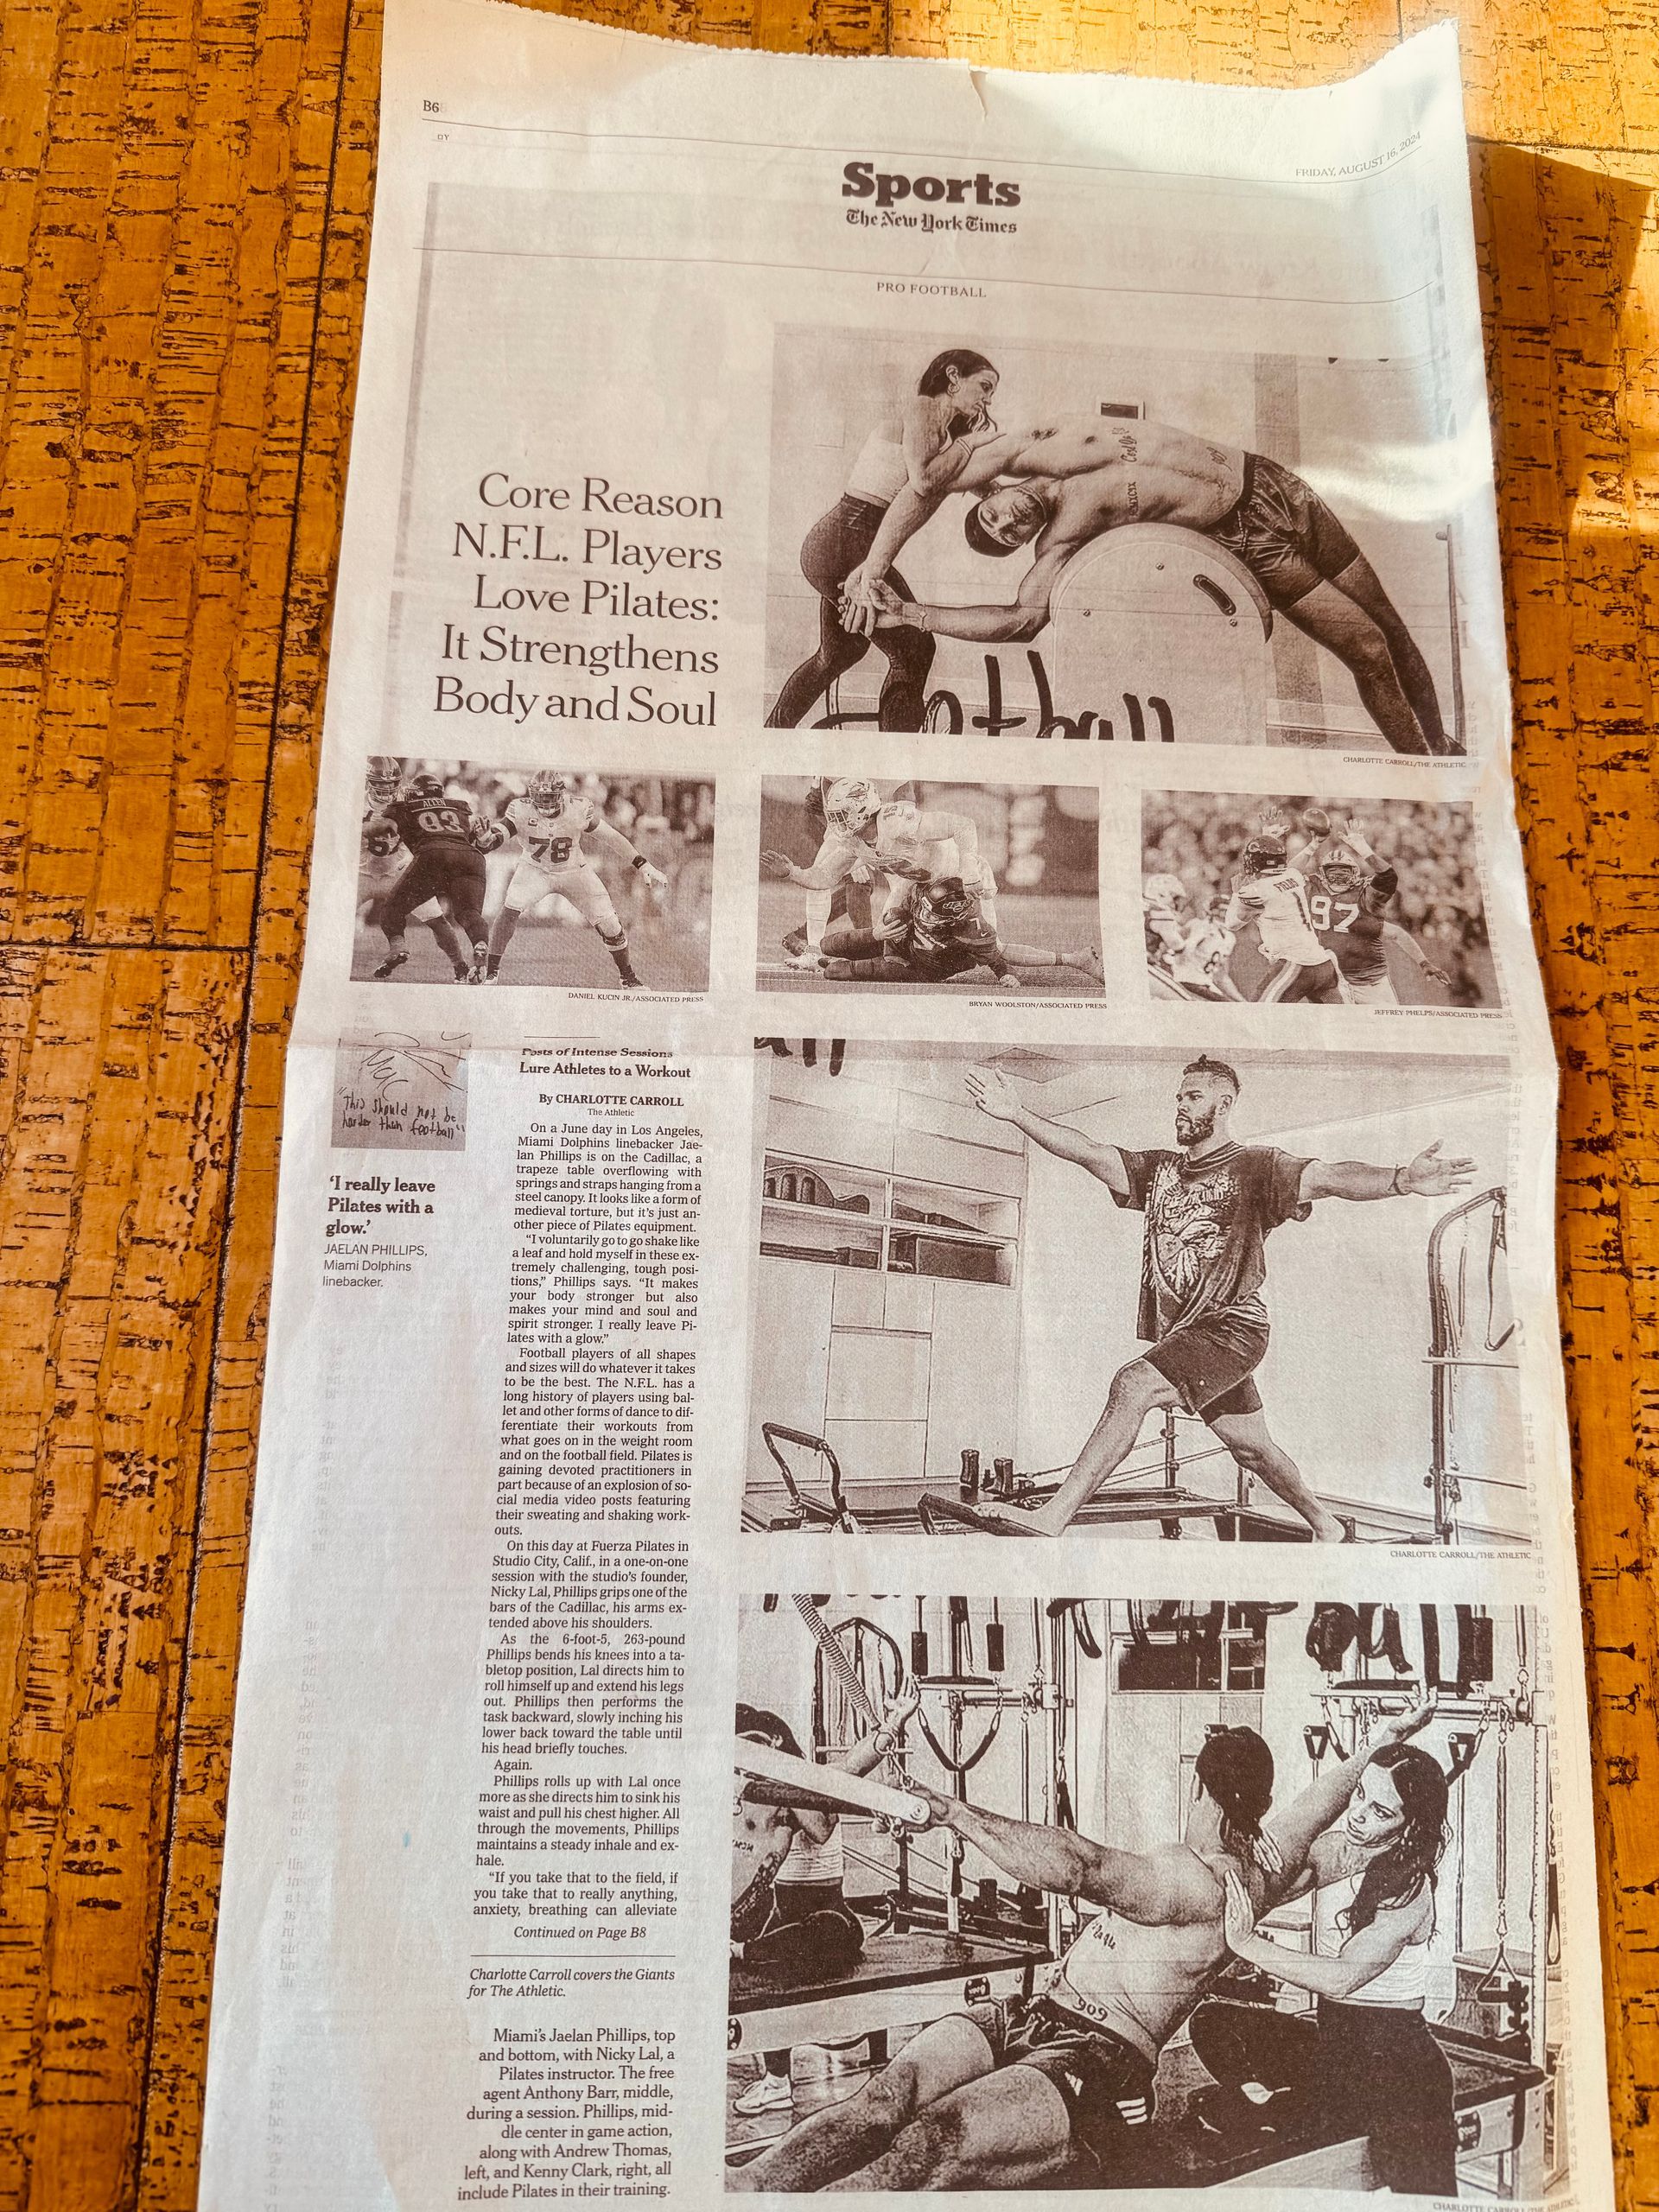 B6
FRIDAY, AUGUST 16, 2024
Sports
The New York Times
PRO FOOTBALL
Core Reason
N.F.L. Players
Love Pilates:
It Strengthens
Body and Soul
CHARLOTTE CARROLL/THE ATHLETIC
ALLEN
93
78
7
FIELDS
1
97
DANIEL KUCIN JR./ASSOCIATED PRESS
BRYAN WOOLSTON/ASSOCIATED PRESS
JEFFREY PHELPS/ASSOCIATED PRESS
"This should not be
harder than football"
'I really leave
Pilates with a
glow.'
JAELAN PHILLIPS,
Miami Dolphins
linebacker.
Posts of Intense Sessions
Lure Athletes to a Workout
By CHARLOTTE CARROLL
The Athletic
On a June day in Los Angeles,
Miami Dolphins linebacker Jae-
lan Phillips is on the Cadillac, a
trapeze table overflowing with
springs and straps hanging from a
steel canopy. It looks like a form of
medieval torture, but it's just an-
other piece of Pilates equipment.
"I voluntarily go to go shake like
a leaf and hold myself in these ex-
tremely challenging, tough posi-
tions," Phillips says. "It makes
your body stronger but also
makes your mind and soul and
spirit stronger. I really leave Pi-
lates with a glow."
Football players of all shapes
and sizes will do whatever it takes
to be the best. The N.F.L. has a
long history of players using bal-
let and other forms of dance to dif-
ferentiate their workouts from
what goes on in the weight room
and on the football field. Pilates is
gaining devoted practitioners in
part because of an explosion of so-
cial media video posts featuring
their sweating and shaking work-
outs.
On this day at Fuerza Pilates in
Studio City, Calif., in a one-on-one
session with the studio's founder,
Nicky Lal, Phillips grips one of the
bars of the Cadillac, his arms ex-
tended above his shoulders.
As the 6-foot-5, 263-pound
Phillips bends his knees into a ta-
bletop position, Lal directs him to
roll himself up and extend his legs
out. Phillips then performs the
task backward, slowly inching his
lower back toward the table until
his head briefly touches.
Again.
Phillips rolls up with Lal once
more as she directs him to sink his
waist and pull his chest higher. All
through the movements, Phillips
maintains a steady inhale and ex-
hale.
"If you take that to the field, if
you take that to really anything,
anxiety, breathing can alleviate
Continued on Page B8
Charlotte Carroll covers the Giants
for The Athletic.
Miami's Jaelan Phillips, top
and bottom, with Nicky Lal, a
Pilates instructor. The free
agent Anthony Barr, middle,
during a session. Phillips, mid-
dle center in game action,
along with Andrew Thomas,
left, and Kenny Clark, right, all
include Pilates in their training.
CHARLOTTE CARROLL/THE ATHLETIC
909
CHARLOTTE CARROLL/THE ATHLETIC